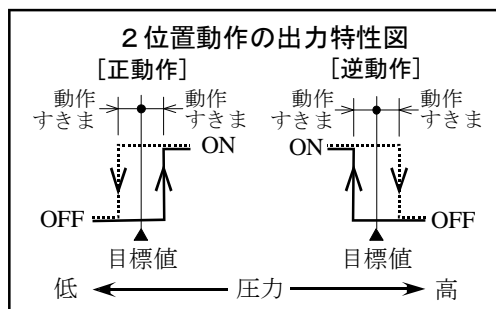 2位置動作の出力特性図
[正動作] [逆動作]
動作 動作 動作 動作
すきま すきま すきま すきま
ON ON
OFF OFF
目標値 目標値
低 圧力 高